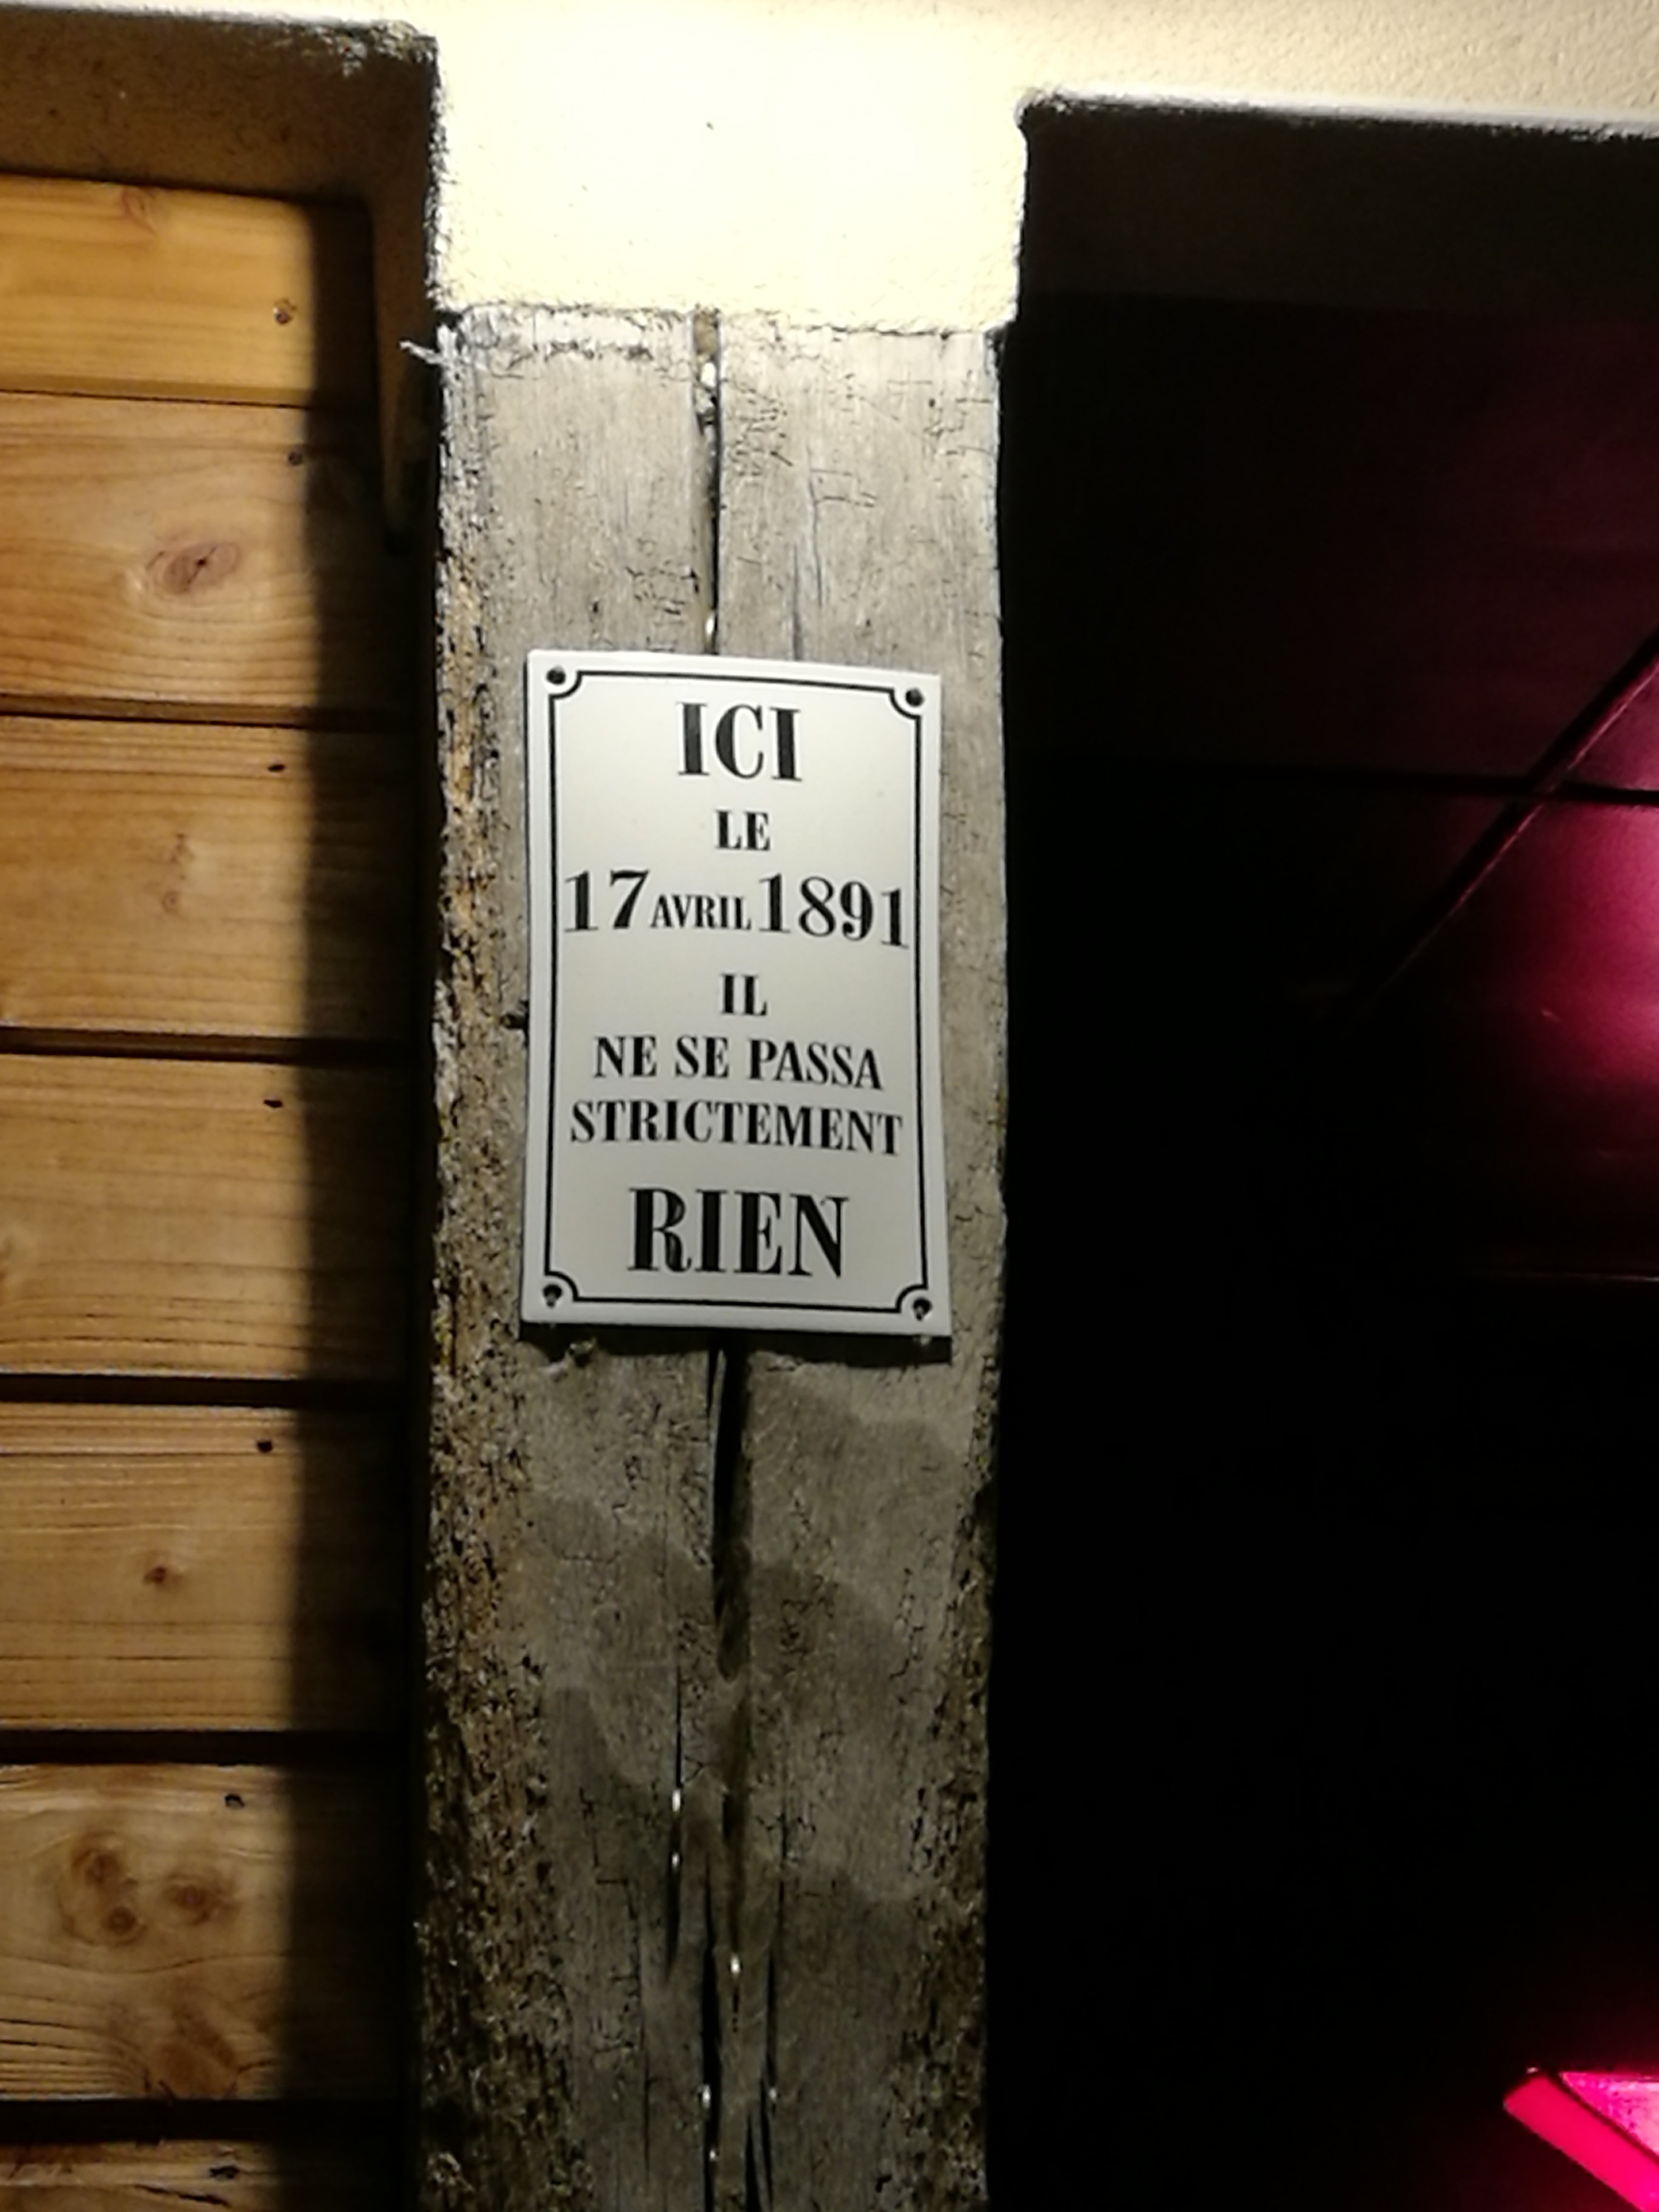 ICI
LE
17 AVRIL 1891
IL
NE SE PASSA
STRICTEMENT
RIEN